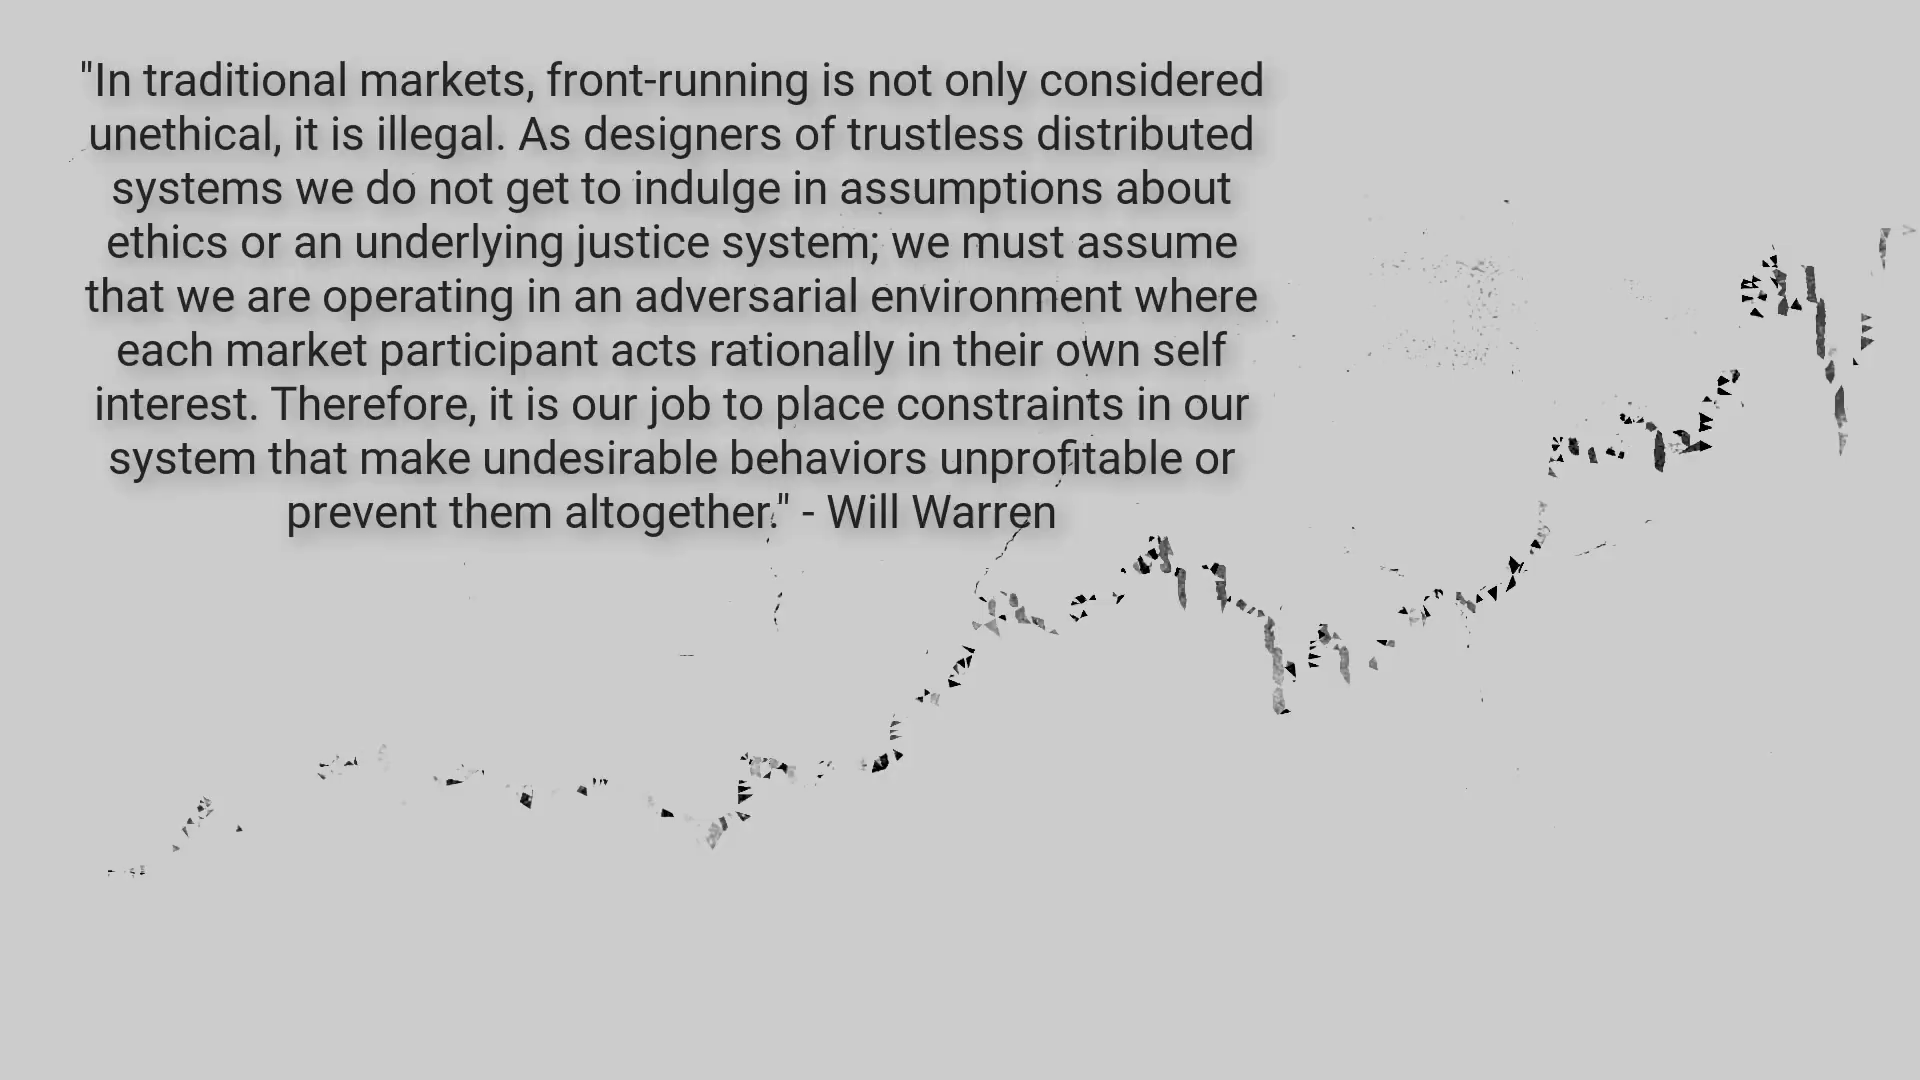 "In traditional markets, front-running is not only considered
unethical, it is illegal. As designers of trustless distributed
systems we do not get to indulge in assumptions about
ethics or an underlying justice system; we must assume
that we are operating in an adversarial environment where
each market participant acts rationally in their own self
interest. Therefore, it is our job to place constraints in our
system that make undesirable behaviors unprofitable or
prevent them altogether." - Will Warren